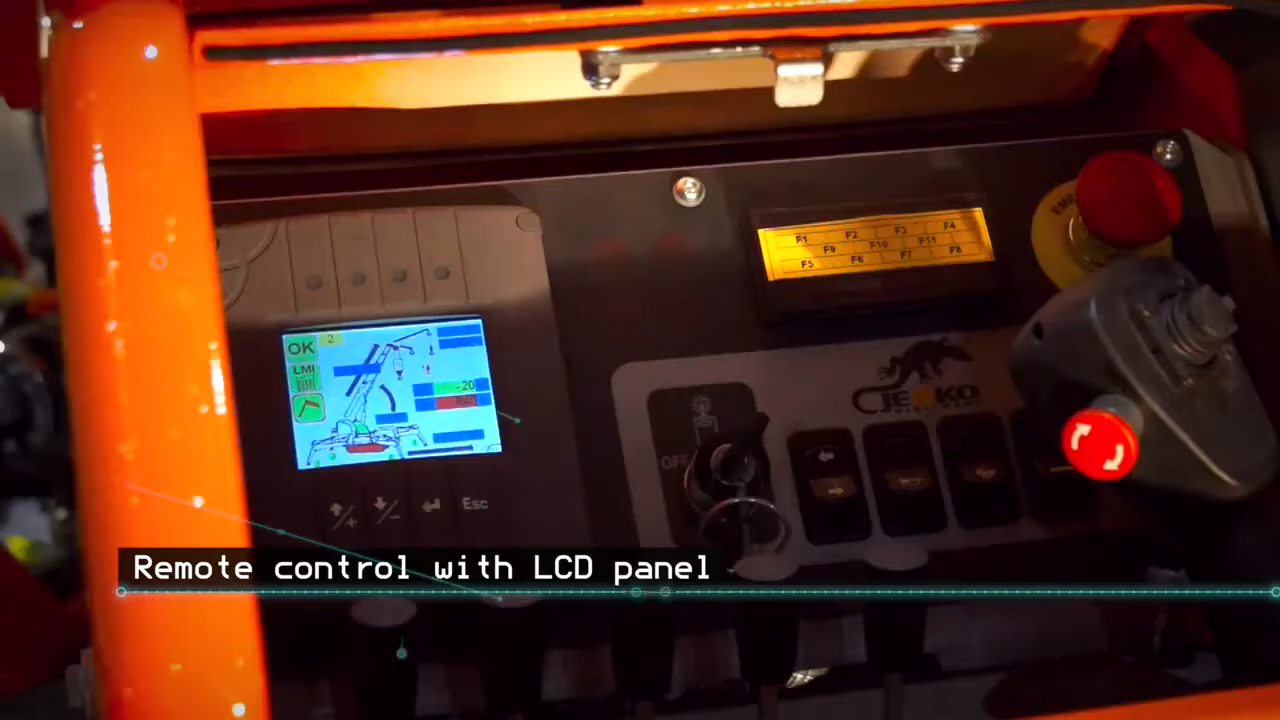 F1 F2 F3 F4
F9 F10 F11
F5 F6 F7 F8
OK
2
LMI
-20
OFF
JEKKO
Esc
Remote control with LCD panel